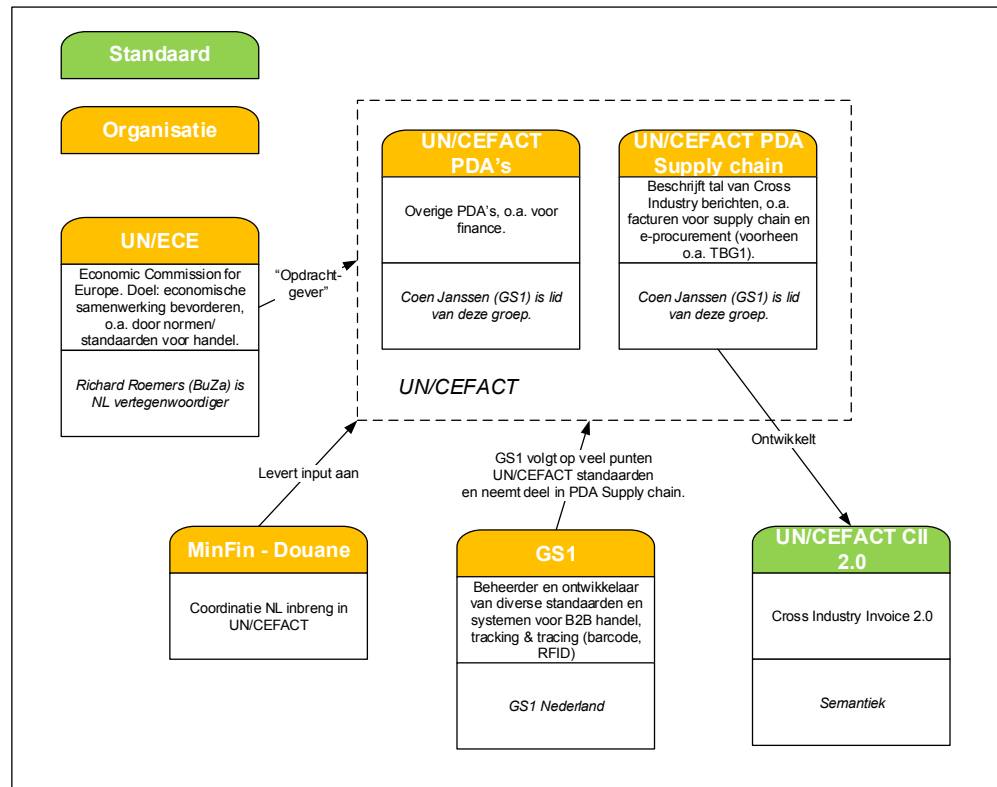 Standaard
Organisatie
UN/ECE
Economic Commission for
Europe. Doel: economische
samenwerking bevorderen,
o.a. door normen/
standaarden voor handel.
Richard Roemers (BuZa) is
NL vertegenwoordiger
“Opdracht-
gever”
UN/CEFACT
PDA’s
Overige PDA’s, o.a. voor
finance.
Coen Janssen (GS1) is lid
van deze groep.
UN/CEFACT PDA
Supply chain
Beschrijft tal van Cross
Industry berichten, o.a.
facturen voor supply chain en
e-procurement (voorheen
o.a. TBG1).
Coen Janssen (GS1) is lid
van deze groep.
UN/CEFACT
Levert input aan
GS1 volgt op veel punten
UN/CEFACT standaarden
en neemt deel in PDA Supply chain.
Ontwikkelt
MinFin - Douane
Coordinatie NL inbreng in
UN/CEFACT
GS1
Beheerder en ontwikkelaar
van diverse standaarden en
systemen voor B2B handel,
tracking & tracing (barcode,
RFID)
GS1 Nederland
UN/CEFACT CII
2.0
Cross Industry Invoice 2.0
Semantiek